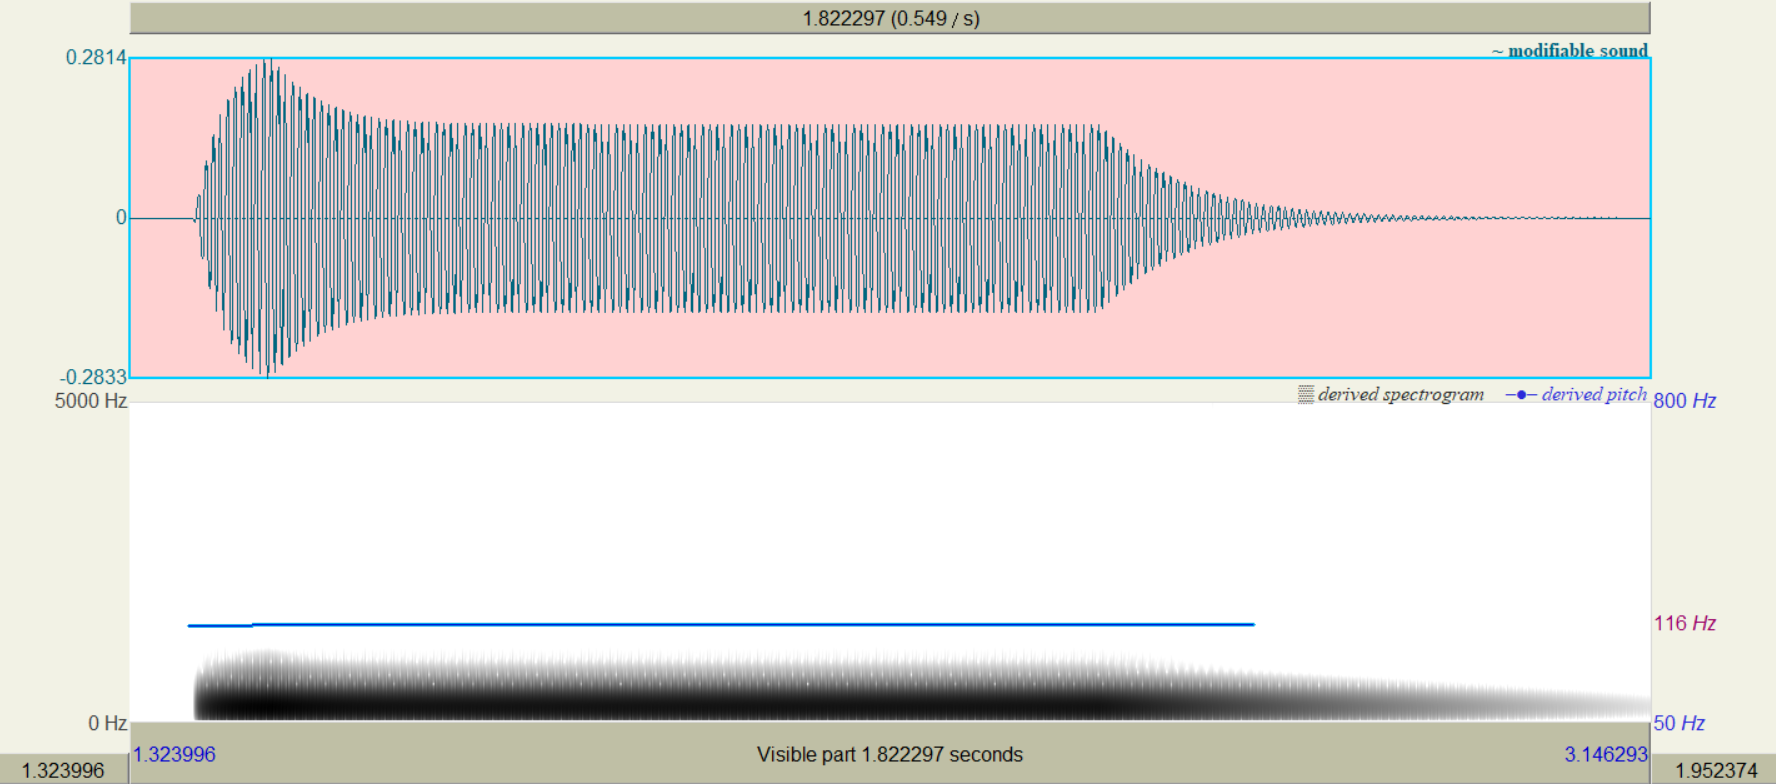 1.822297 (0.549 / s)
0.2814
~ modifiable sound
0
-0.2833
5000 Hz
derived spectrogram
derived pitch
800 Hz
116 Hz
0 Hz
50 Hz
1.323996
Visible part 1.822297 seconds
3.146293
1.323996
1.952374